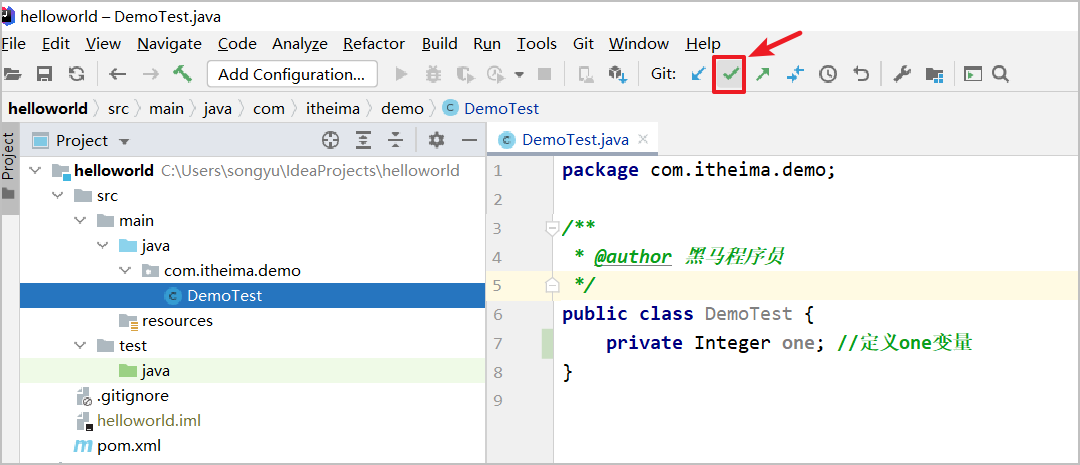 helloworld – DemoTest.java
File Edit View Navigate Code Analyze Refactor Build Run Tools Git Window Help
Add Configuration... Git:
helloworld src main java com itheima demo DemoTest
Project
Project
DemoTest.java
helloworld C:\Users\songyu\IdeaProjects\helloworld
src
main
java
com.itheima.demo
DemoTest
resources
test
java
.gitignore
helloworld.iml
pom.xml
1 package com.itheima.demo;
2
3 /**
4 * @author 黑马程序员
5 */
6 public class DemoTest {
7 private Integer one; //定义one变量
8 }
9